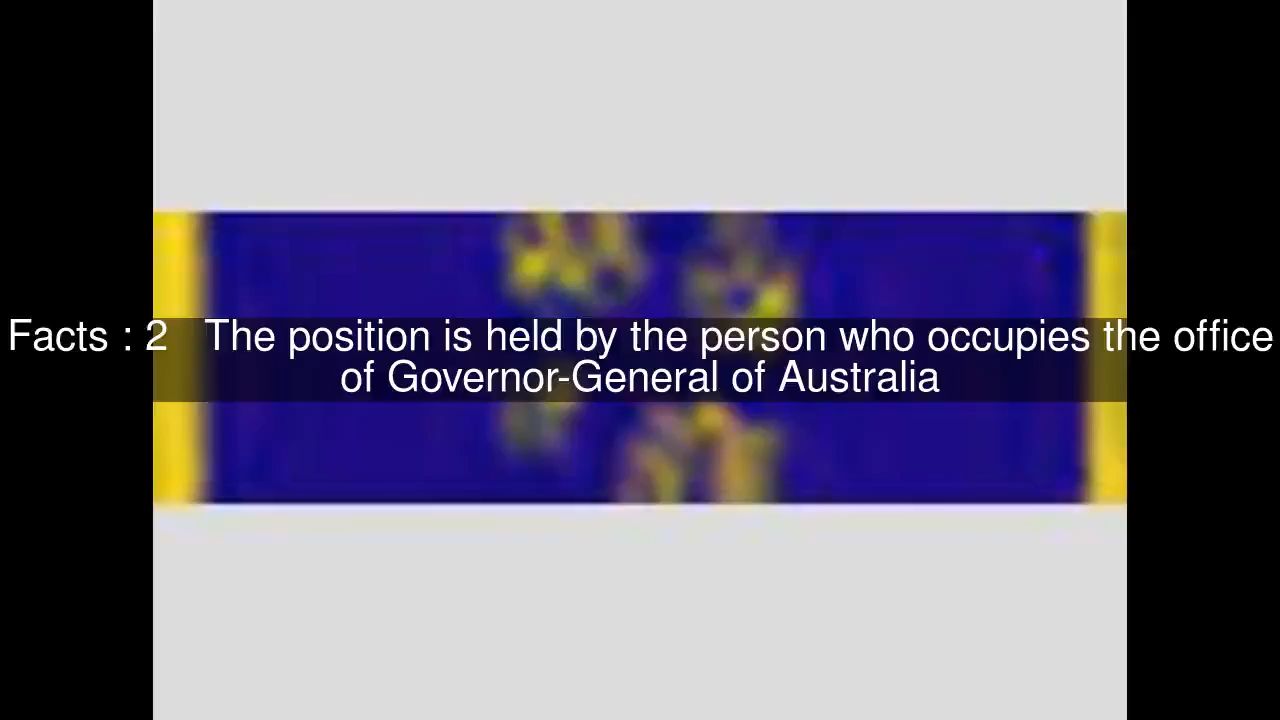 Facts : 2   The position is held by the person who occupies the office
of Governor-General of Australia